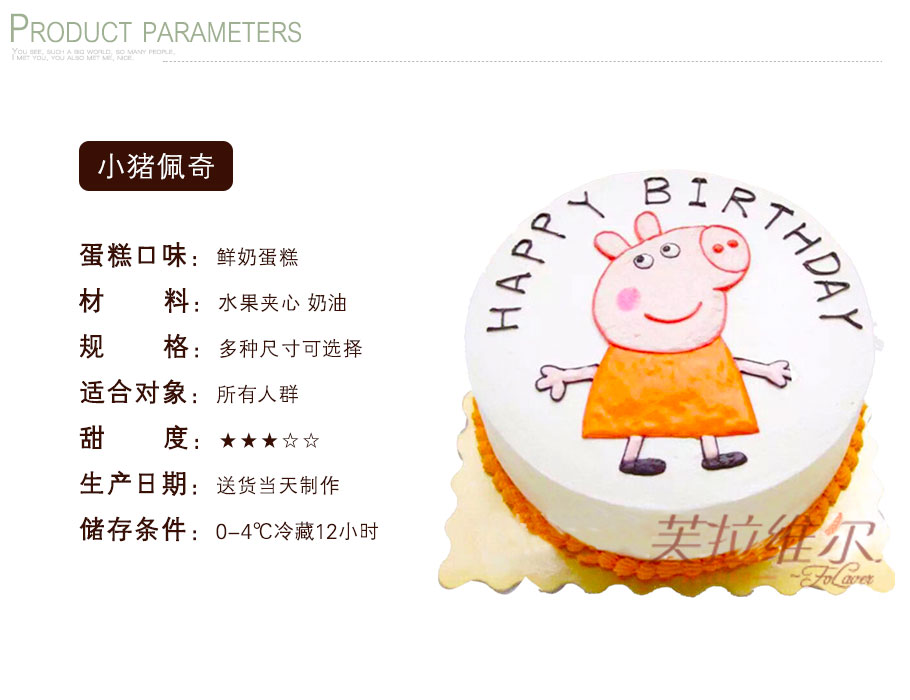 PRODUCT PARAMETERS
YOU SEE, SUCH A BIG WORLD, SO MANY PEOPLE,
I MET YOU, YOU ALSO MET ME, NICE.
小猪佩奇
蛋糕口味：鲜奶蛋糕
材 料：水果夹心 奶油
规 格：多种尺寸可选择
适合对象：所有人群
甜 度：★★★☆☆
生产日期：送货当天制作
储存条件：0-4℃冷藏12小时
HAPPY BIRTHDAY
芙拉维尔
~FoLaver